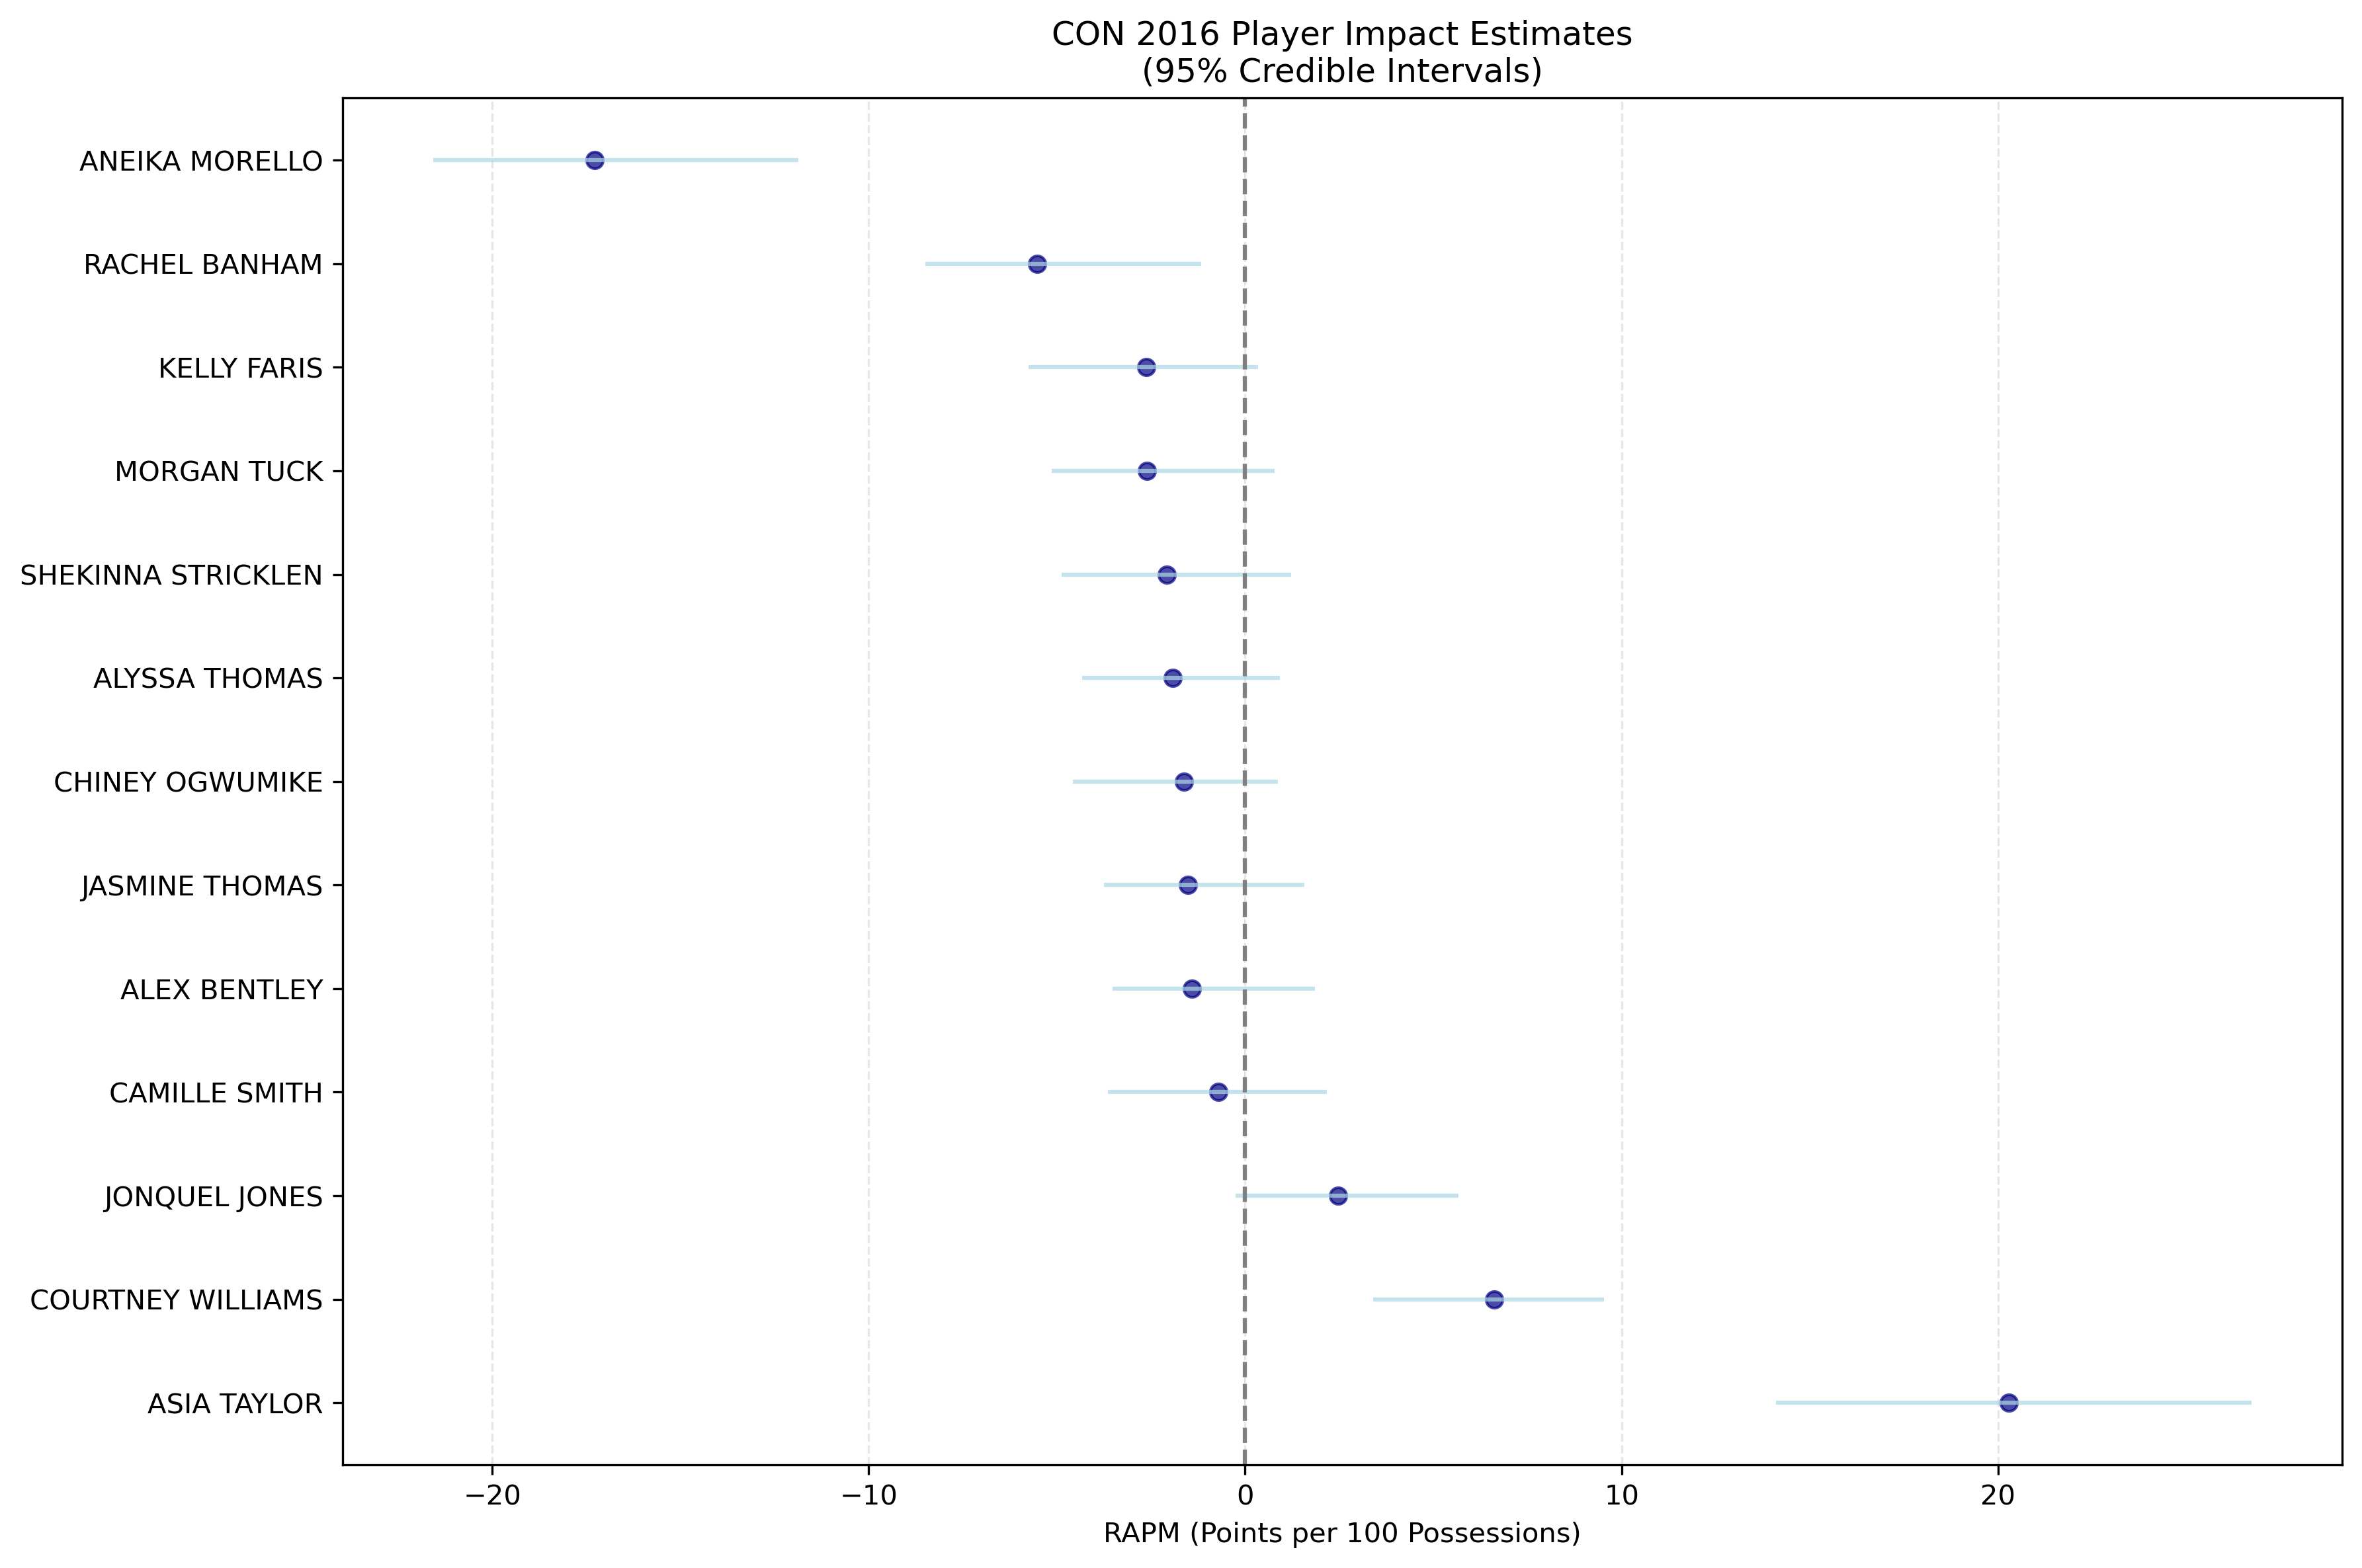 CON 2016 Player Impact Estimates
(95% Credible Intervals)
ANEIKA MORELLO
RACHEL BANHAM
KELLY FARIS
MORGAN TUCK
SHEKINNA STRICKLEN
ALYSSA THOMAS
CHINEY OGWUMIKE
JASMINE THOMAS
ALEX BENTLEY
CAMILLE SMITH
JONQUEL JONES
COURTNEY WILLIAMS
ASIA TAYLOR
−20 −10 0 10 20
RAPM (Points per 100 Possessions)